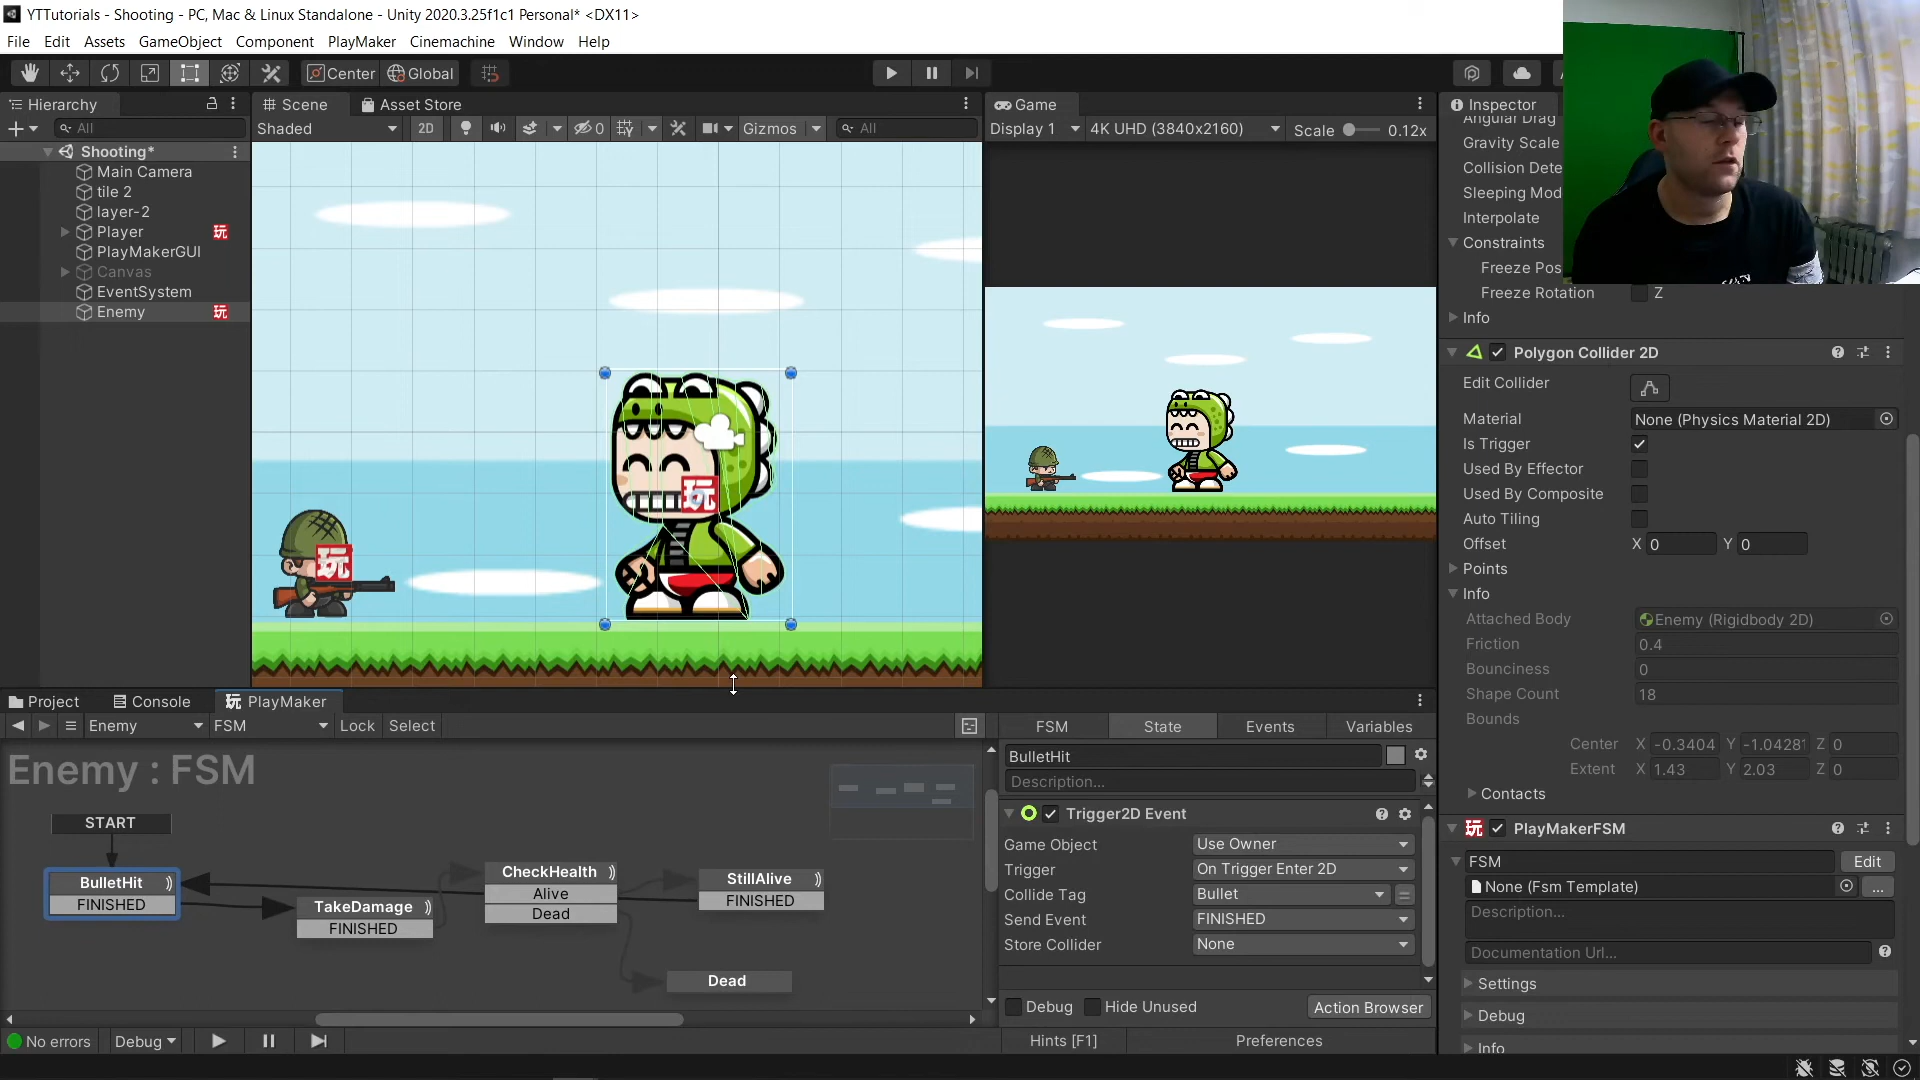 YTTutorials - Shooting - PC, Mac & Linux Standalone - Unity 2020.3.25f1c1 Personal* <DX11>
File Edit Assets GameObject Component PlayMaker Cinemachine Window Help
Center Global
Hierarchy
All
Shooting*
Main Camera
tile 2
layer-2
Player 玩
PlayMakerGUI
Canvas
EventSystem
Enemy 玩
Scene Asset Store
Shaded 2D 0 Gizmos All
玩
玩
Game
Display 1 4K UHD (3840x2160) Scale 0.12x
Inspector
Angular Drag
Gravity Scale
Collision Dete
Sleeping Mod
Interpolate
Constraints
Freeze Pos
Freeze Rotation Z
Info
Polygon Collider 2D
Edit Collider
Material None (Physics Material 2D)
Is Trigger
Used By Effector
Used By Composite
Auto Tiling
Offset X 0 Y 0
Points
Info
Attached Body Enemy (Rigidbody 2D)
Friction 0.4
Bounciness 0
Shape Count 18
Bounds
Center X -0.3404 Y -1.04281 Z 0
Extent X 1.43 Y 2.03 Z 0
Contacts
玩 PlayMakerFSM
FSM Edit
None (Fsm Template) ...
Description...
Documentation Url...
Settings
Debug
Info
Project Console 玩 PlayMaker
Enemy FSM Lock Select
Enemy : FSM
START
BulletHit
FINISHED
TakeDamage
FINISHED
CheckHealth
Alive
Dead
StillAlive
FINISHED
Dead
No errors Debug
FSM State Events Variables
BulletHit
Description...
Trigger2D Event
Game Object Use Owner
Trigger On Trigger Enter 2D
Collide Tag Bullet
Send Event FINISHED
Store Collider None
Debug Hide Unused Action Browser
Hints [F1] Preferences